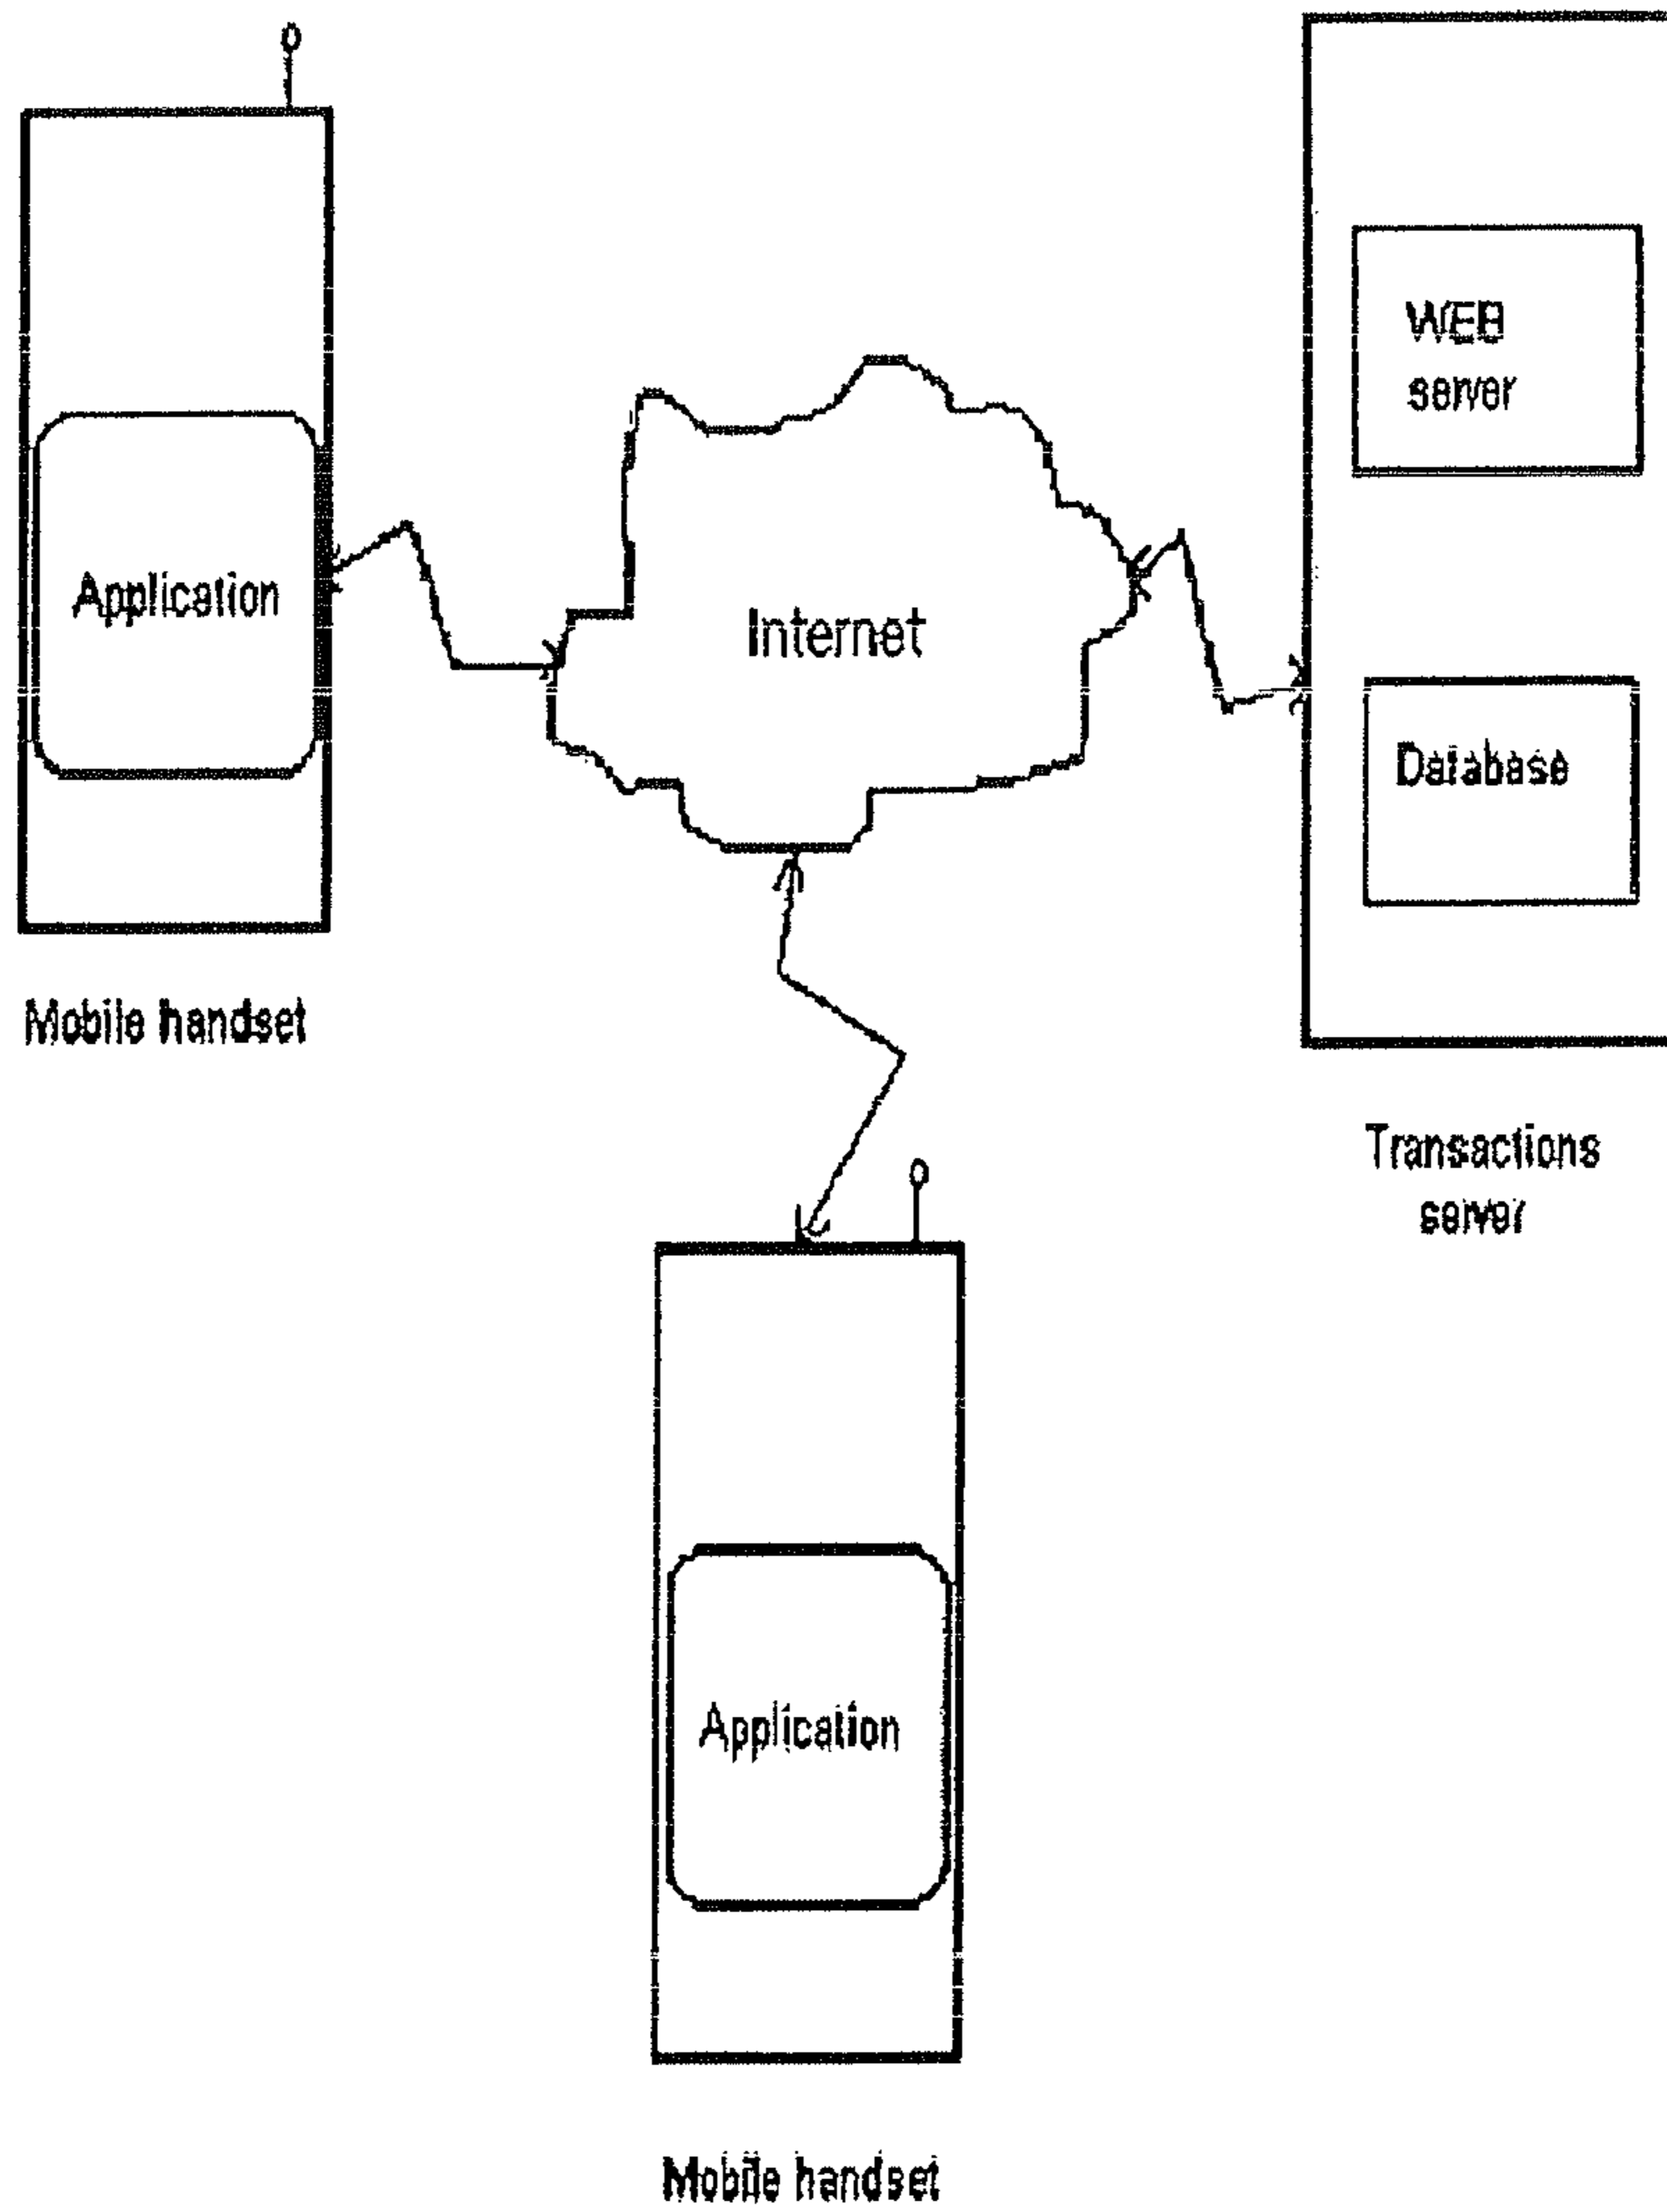 WEB
server
Application
Internet
Database
Mobile handset
Transactions
server
Application
Mobile handset